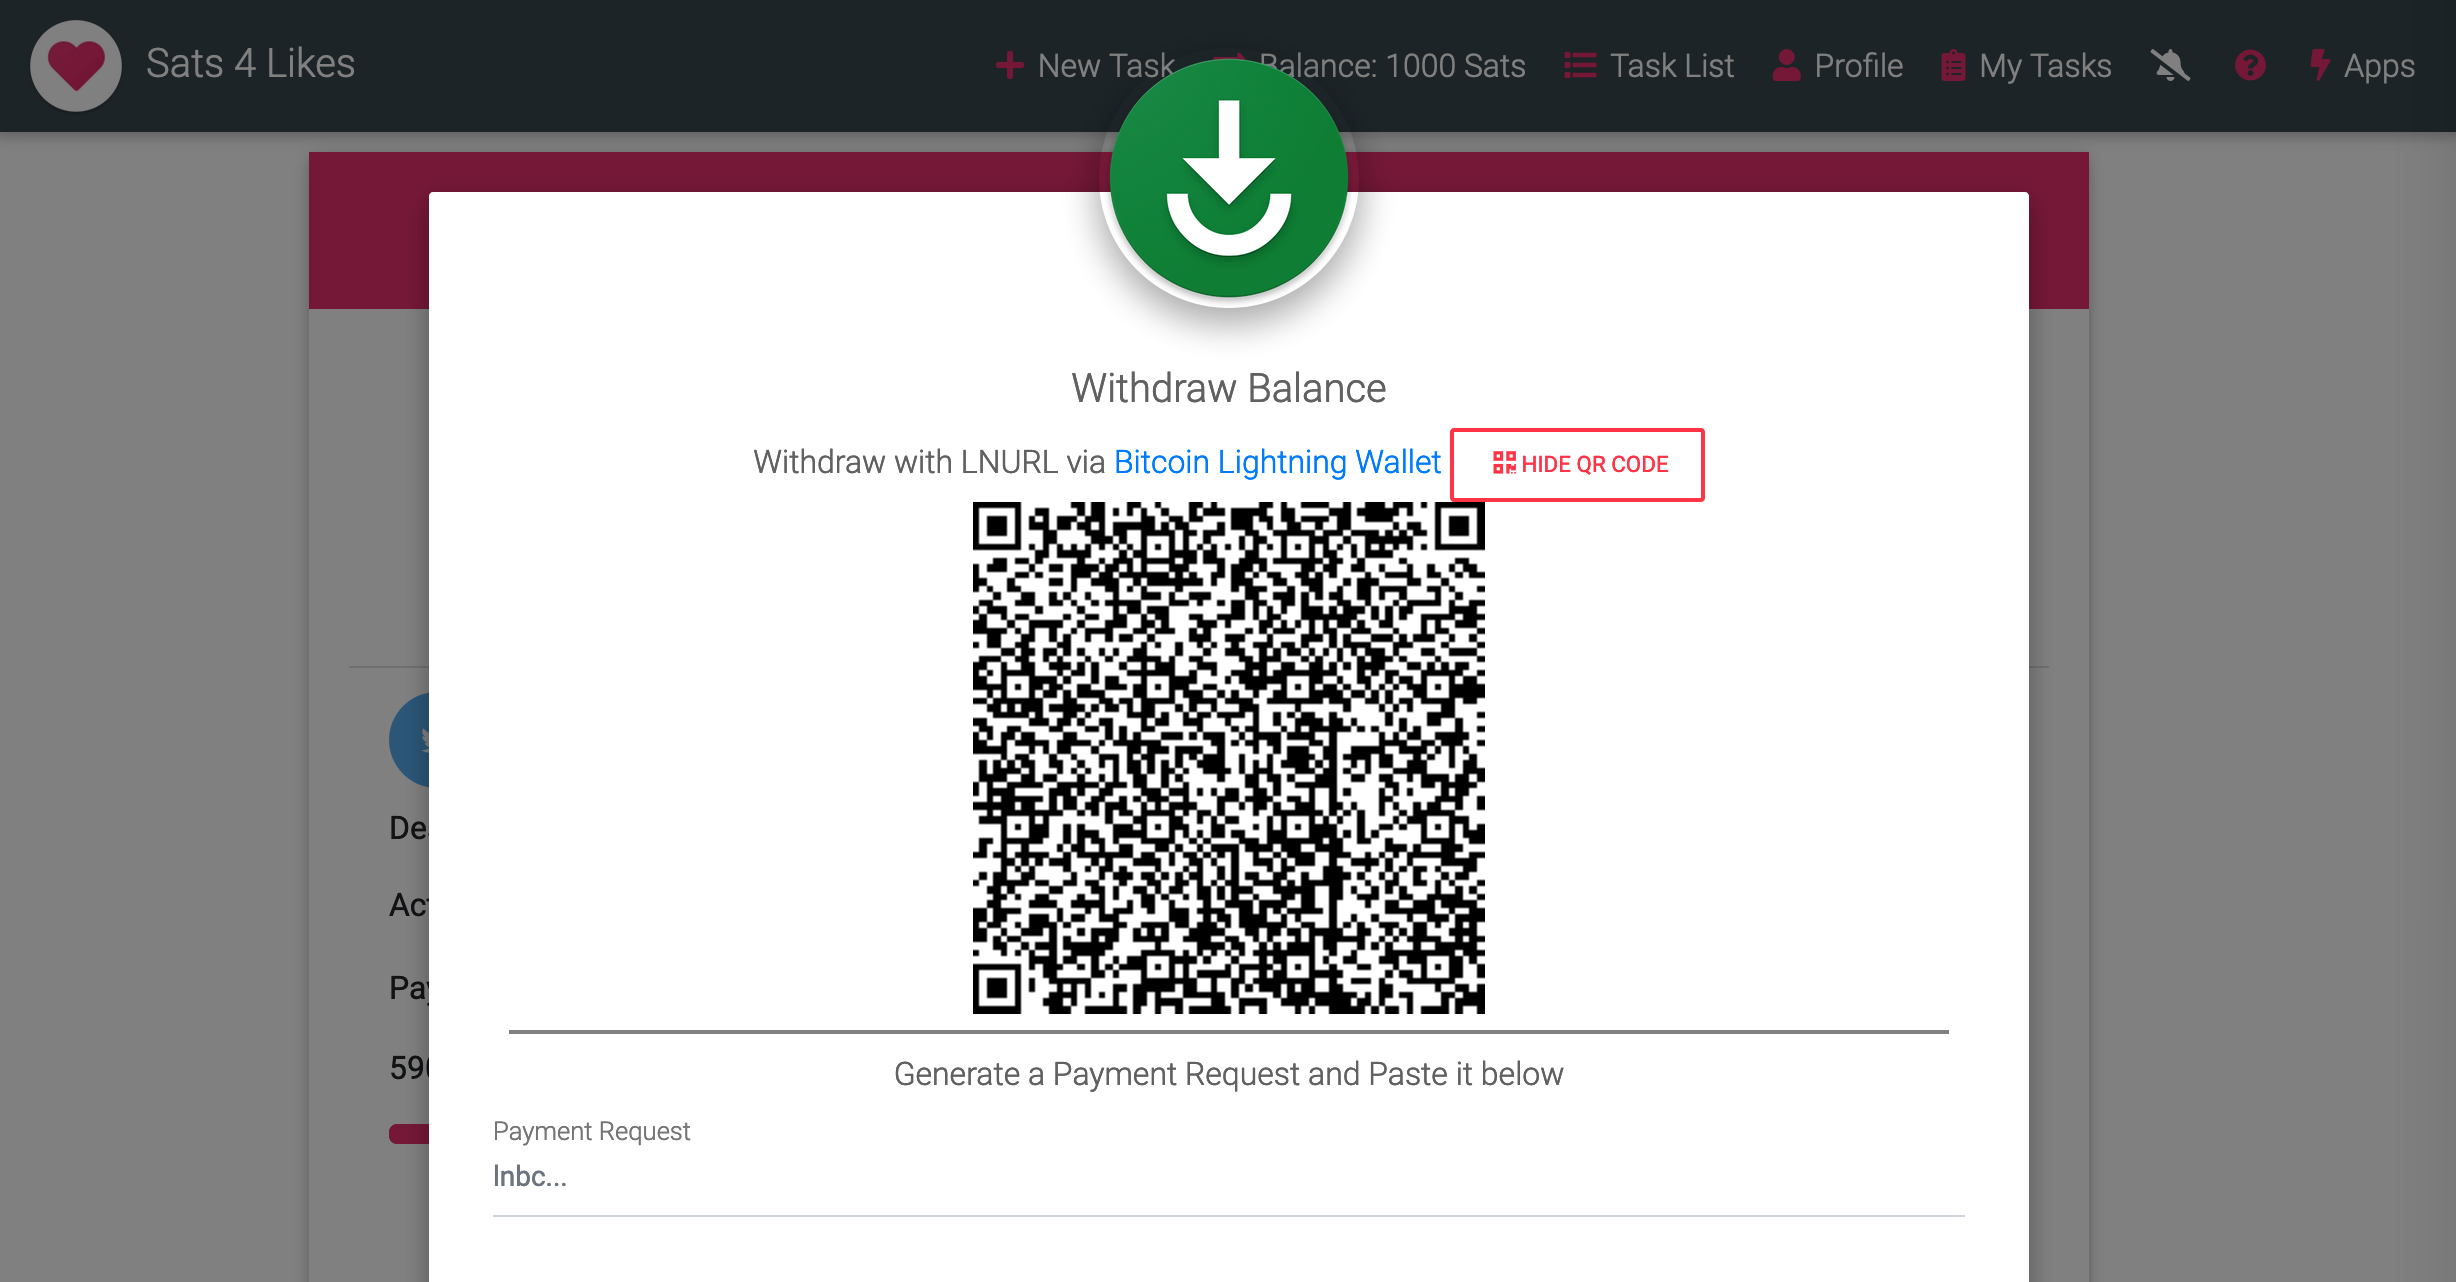 Sats 4 Likes
New Task
Balance: 1000 Sats
Task List
Profile
My Tasks
?
Apps
Withdraw Balance
Withdraw with LNURL via Bitcoin Lightning Wallet
HIDE QR CODE
De
Ac
Pay
590
Generate a Payment Request and Paste it below
Payment Request
lnbc...